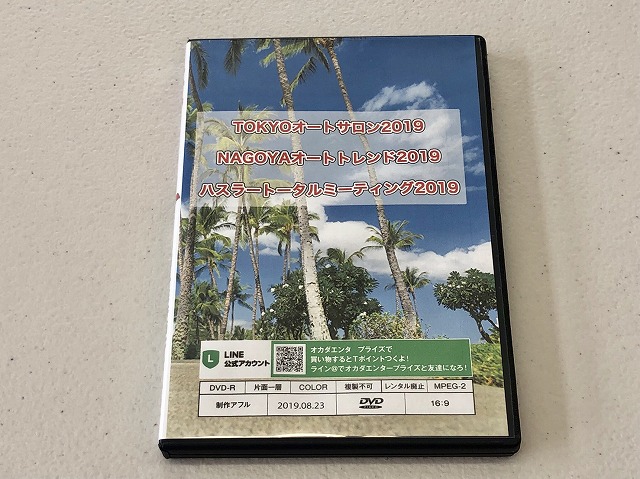 TOKYOオートサロン2019
NAGOYAオートトレンド2019
ハスラートータルミーティング2019
L
LINE
公式アカウント
オカダエンタ プライズで
買い物するとTポイントつくよ!
ライン@でオカダエンタープライズと友達になろ!
DVD-R 片面一層 COLOR 複製不可 レンタル廃止 MPEG-2
制作アフル 2019.08.23 DVD VIDEO 16:9